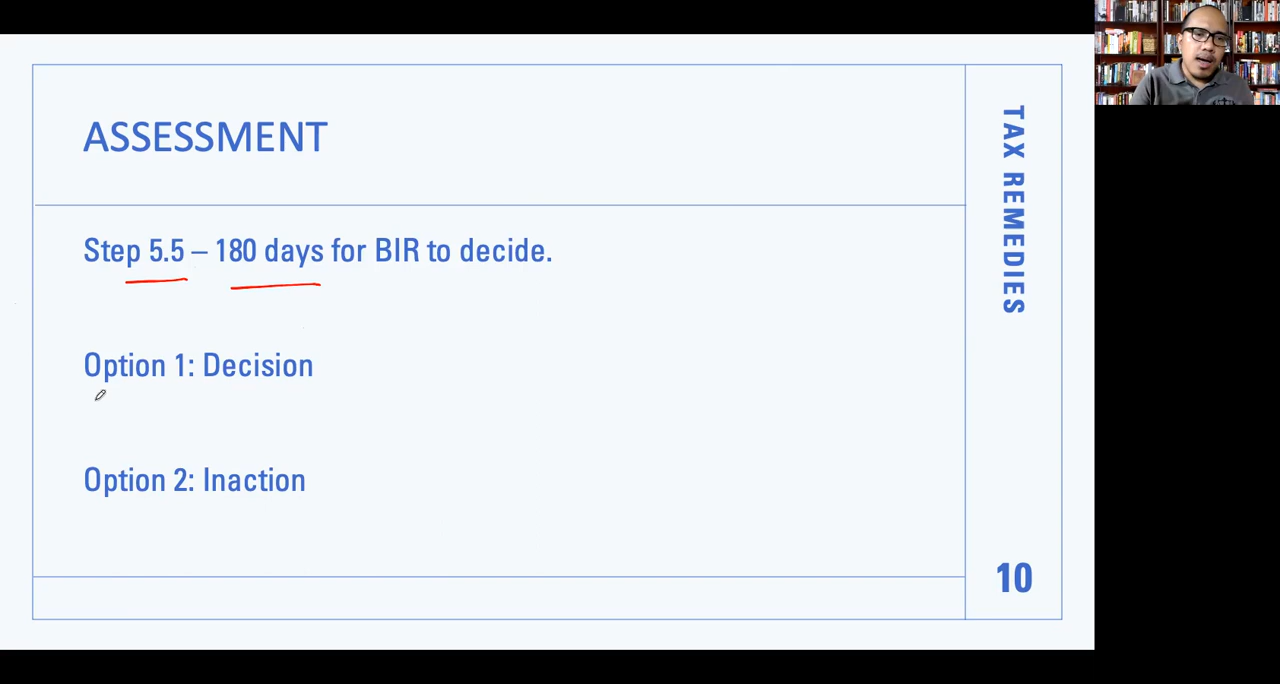 ASSESSMENT
Step 5.5 – 180 days for BIR to decide.
Option 1: Decision
Option 2: Inaction
TAX REMEDIES
10